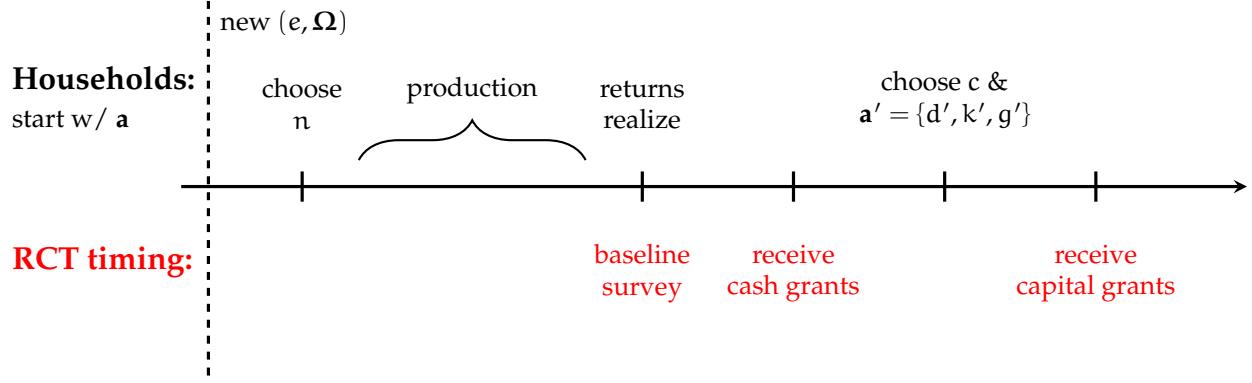 new (e, Ω)
Households:
start w/ a
choose
n
production
returns
realize
choose c &
a′ = {d′, k′, g′}
RCT timing:
baseline
survey
receive
cash grants
receive
capital grants